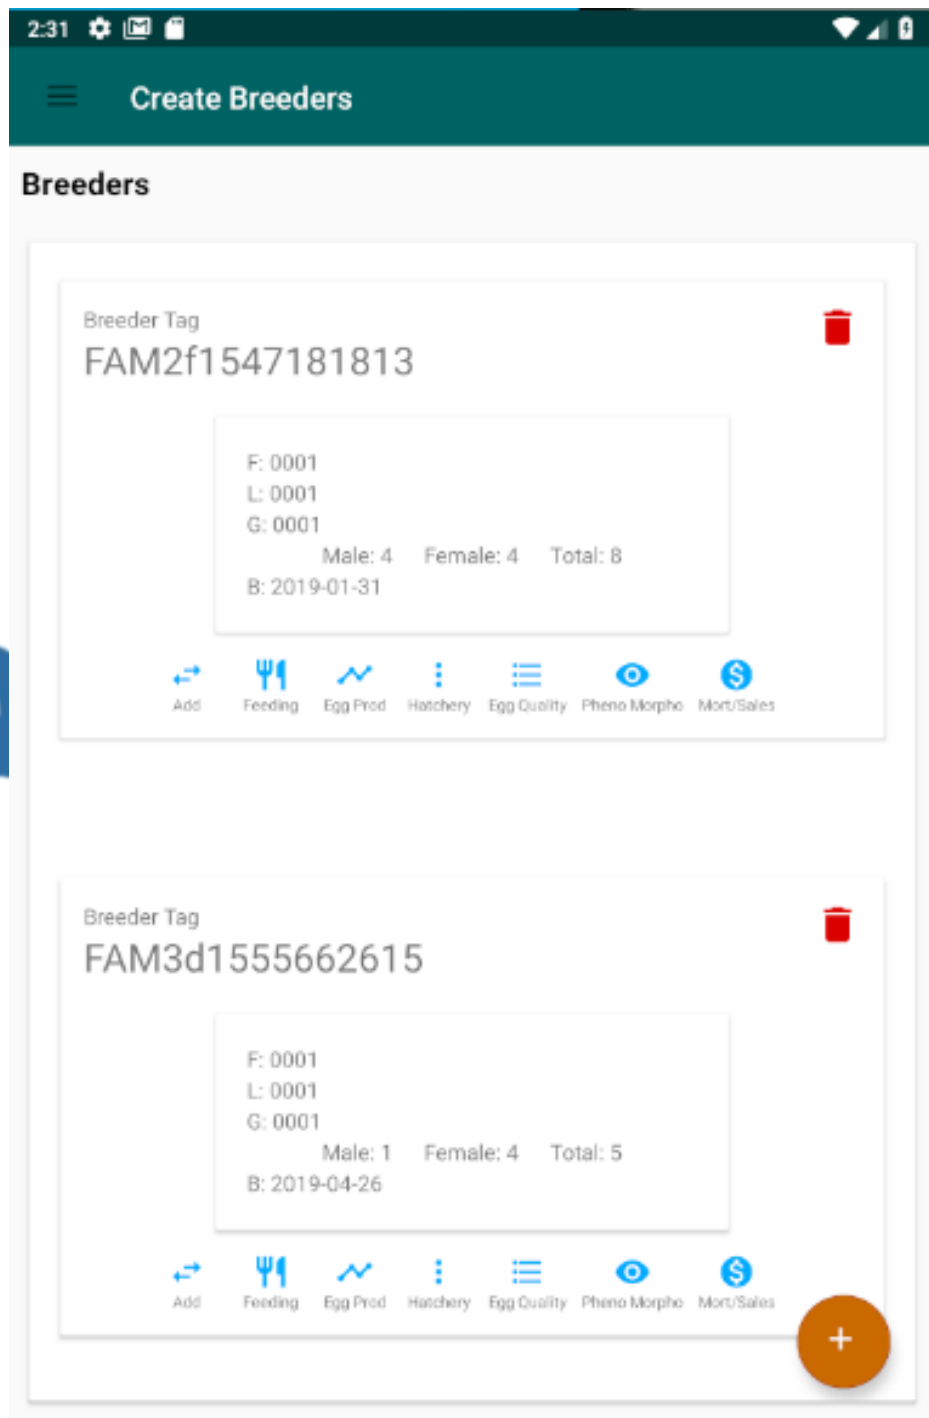 2:31
Create Breeders
Breeders
Breeder Tag
FAM2f1547181813
F: 0001
L: 0001
G: 0001
Male: 4 Female: 4 Total: 8
B: 2019-01-31
Add Feeding Egg Prod Hatchery Egg Quality Pheno Morpho Mort/Sales
Breeder Tag
FAM3d1555662615
F: 0001
L: 0001
G: 0001
Male: 1 Female: 4 Total: 5
B: 2019-04-26
Add Feeding Egg Prod Hatchery Egg Quality Pheno Morpho Mort/Sales
+